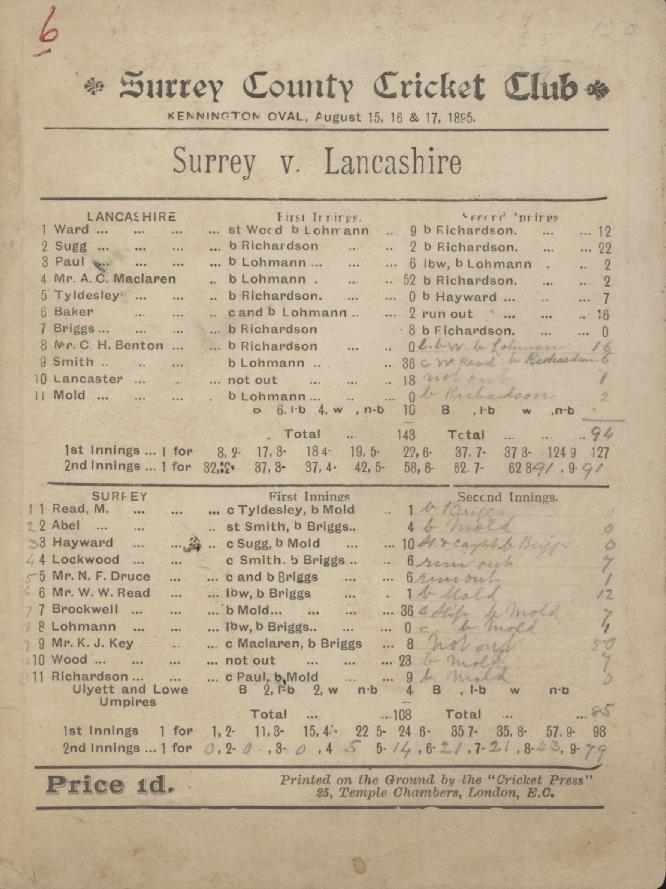 6
Surrey County Cricket Club
KENNINGTON OVAL, August 15, 16 & 17, 1895.
Surrey v. Lancashire
LANCASHIRE First Innings. Second Innings
1 Ward ... ... ... ... st Wood b Lohmann .. 9 b Richardson. ... ... 12
2 Sugg ... ... ... ... b Richardson ... 2 b Richardson. ... ... 22
3 Paul ... ... ... .. b Lohmann ... ... 6 lbw, b Lohmann . .. 2
4 Mr. A. C. Maclaren .. b Lohmann . .. .. 52 b Richardson. .. ... 2
5 Tyldesley ... ... .. b Richardson. ... 0 b Hayward ... ... 7
6 Baker ... ... ... c and b Lohmann .. .. 2 run out ... ... 16
7 Briggs ... ... ... .. b Richardson 8 b Richardson. ... 0
8 Mr. C. H. Benton ... .. b Richardson .. 0 l.b.w. b Lohmann 16
9 Smith .. .. ... ... b Lohmann .. ... .. 36 c W Read b Richardson 6
10 Lancaster ... ... ... not out ... ... ... 18 not out 1
11 Mold ... ... ... ... b Lohmann ... ... ... 0 b Richardson 2
B 6, l-b 4, w , n-b 10 B , l-b w ,n-b
Total ... 143 Total ... .. .. 94
1st Innings ... 1 for 8, 2- 17, 3- 18 4- 19, 5- 22, 6- 37. 7- 37 8- 124 9 127
2nd Innings ... 1 for 32, 2- 37, 3- 37, 4- 42, 5- 58, 6- 62. 7- 62 8 91 , 9- 91
SURREY First Innings Second Innings.
1 1 Read, M. ... ... ... c Tyldesley, b Mold .. 1 b Briggs 0
2 2 Abel ... ... ... st Smith, b Briggs.. 4 b Mold 0
3 3 Hayward ... ... c Sugg, b Mold ... 10 b Briggs 0
4 4 Lockwood ... ... ... c Smith. b Briggs ... .. 6 run out 7
5 5 Mr. N. F. Druce ... ... c and b Briggs .. 6 run out 1
6 6 Mr. W. W. Read ... ... lbw, b Briggs .. 1 b Mold 12
7 7 Brockwell ... ... ... b Mold ... ... ... ... 36 c b Mold 7
8 8 Lohmann ... ... ... lbw, b Briggs.. .. 0 c b Mold 4
9 9 Mr. K. J. Key ... ... c Maclaren, b Briggs 8 Not out 50
10 10 Wood ... ... ... ... not out ... ... ... 23 b Mold 7
11 11 Richardson ... ... ... c Paul, b Mold .. 9 b Mold 0
Ulyett and Lowe B 2, l-b 2, w n-b 4 B , l-b w n-b
Umpires
Total ... ... 108 Total ... ... 85
1st Innings 1 for 1, 2- 11, 3- 15, 4- 22 5- 24 6- 35 7- 35, 8- 57, 9- 98
2nd Innings ... 1 for 0, 2- 0 , 3- 0 , 4 5 5- 14 , 6- 21 , 7- 21 , 8- 43, 9- 79
Price 1d.
Printed on the Ground by the "Cricket Press"
25, Temple Chambers, London, E.C.